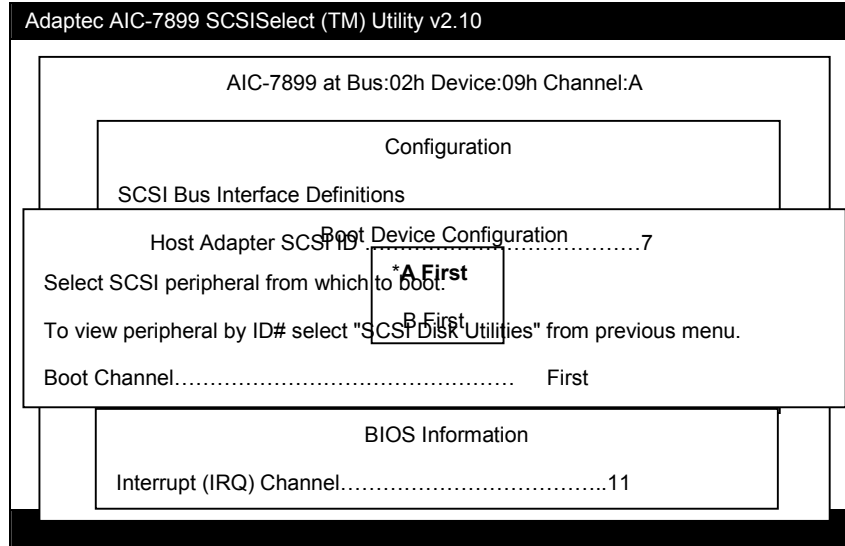 Adaptec AIC-7899 SCSISelect (TM) Utility v2.10
AIC-7899 at Bus:02h Device:09h Channel:A
Configuration
SCSI Bus Interface Definitions
Boot Device Configuration
Host Adapter SCSI ID …………………………………7
*A First
Select SCSI peripheral from which to boot.
B First
To view peripheral by ID# select "SCSI Disk Utilities" from previous menu.
Boot Channel………………………………………… First
BIOS Information
Interrupt (IRQ) Channel………………………………..11